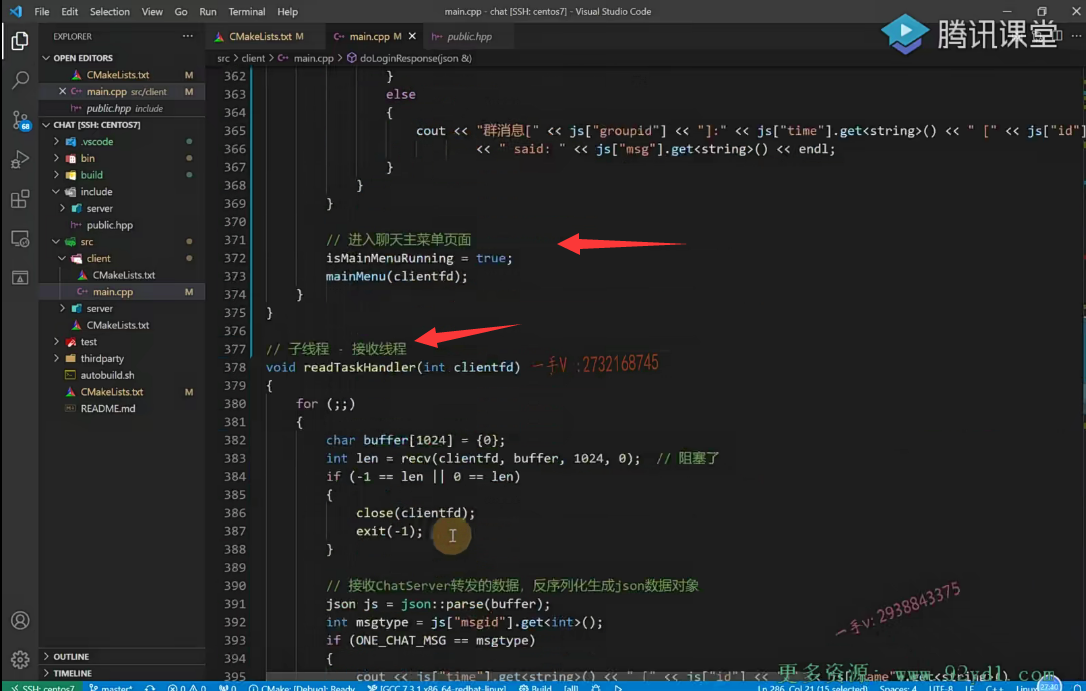 File Edit Selection View Go Run Terminal Help
main.cpp - chat [SSH: centos7] - Visual Studio Code
腾讯课堂
EXPLORER
OPEN EDITORS
CMakeLists.txt M
main.cpp src/client M
public.hpp include
CHAT [SSH: CENTOS7]
.vscode
bin
build
include
server
public.hpp
src
client
CMakeLists.txt
main.cpp M
server
CMakeLists.txt
test
thirdparty
autobuild.sh
CMakeLists.txt M
README.md
OUTLINE
TIMELINE
68
CMakeLists.txt M
main.cpp M
public.hpp
src > client > main.cpp > doLoginResponse(json &)
362 }
363 else
364 {
365 cout << "群消息[" << js["groupid"] << "]:" << js["time"].get<string>() << " [" << js["id"]
366 << " said: " << js["msg"].get<string>() << endl;
367 }
368 }
369 }
370
371 // 进入聊天主菜单页面
372 isMainMenuRunning = true;
373 mainMenu(clientfd);
374 }
375 }
376
377 // 子线程 - 接收线程
378 void readTaskHandler(int clientfd)
一手V :2732168745
379 {
380 for (;;)
381 {
382 char buffer[1024] = {0};
383 int len = recv(clientfd, buffer, 1024, 0); // 阻塞了
384 if (-1 == len || 0 == len)
385 {
386 close(clientfd);
387 exit(-1);
388 }
389
390 // 接收ChatServer转发的数据，反序列化生成json数据对象
391 json js = json::parse(buffer);
392 int msgtype = js["msgid"].get<int>();
393 if (ONE_CHAT_MSG == msgtype)
394 {
395 cout << js["time"].get<string>() << " [" << js["id"] << "]" << js["name"].get<string>()
一手v:2938843375
更多资源：www.92ydl.com
SSH: centos7 master* 0 0 0 CMake: [Debug]: Ready [GCC 7.3.1 x86_64-redhat-linux] Build [all] Ln 286, Col 21 (15 selected) Spaces: 4 UTF-8 LF C++ Linux